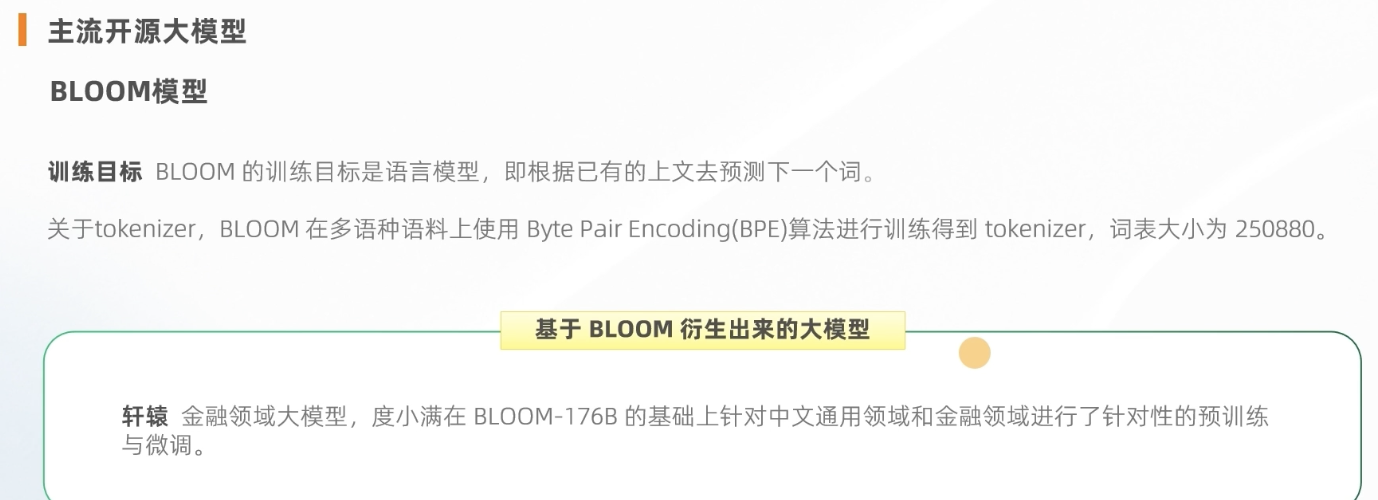 主流开源大模型
BLOOM模型
训练目标 BLOOM 的训练目标是语言模型，即根据已有的上文去预测下一个词。
关于tokenizer，BLOOM 在多语种语料上使用 Byte Pair Encoding(BPE)算法进行训练得到 tokenizer，词表大小为 250880。
基于 BLOOM 衍生出来的大模型
轩辕 金融领域大模型，度小满在 BLOOM-176B 的基础上针对中文通用领域和金融领域进行了针对性的预训练
与微调。